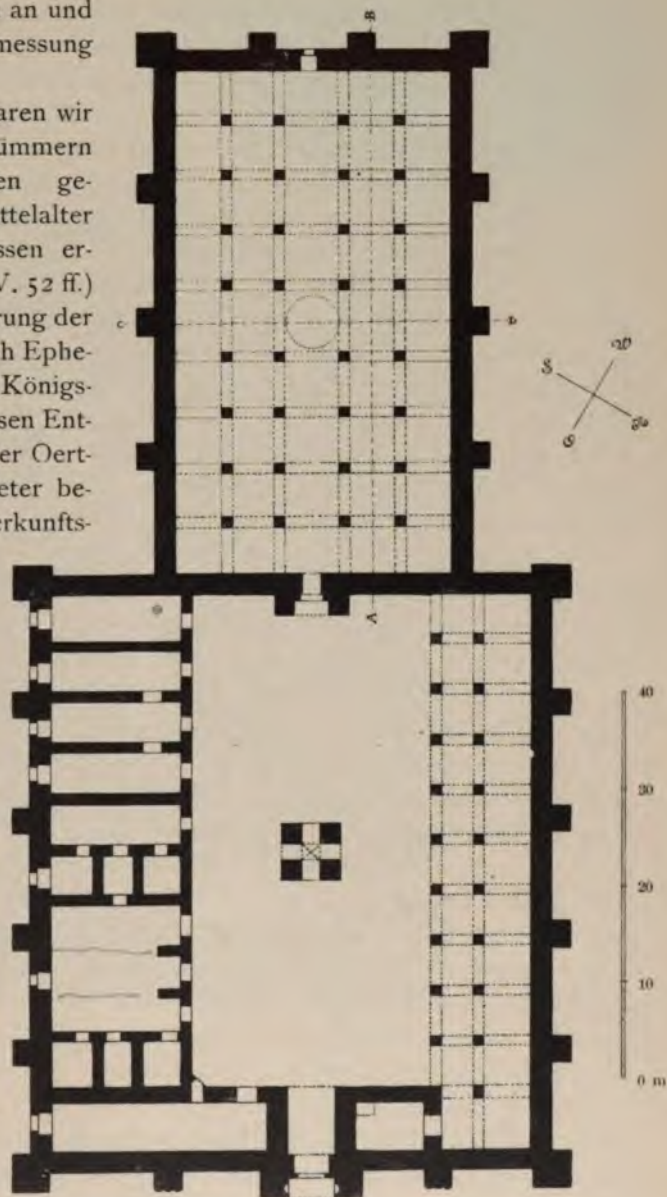 an und
messung
aren wir
ümmern
en ge-
ttelalter
ssen er-
V. 52 ff.)
rung der
h Ephe-
Königs-
sen Ent-
er Oert-
eter be-
erkunfts-
B
C
A
40
30
20
10
0 m